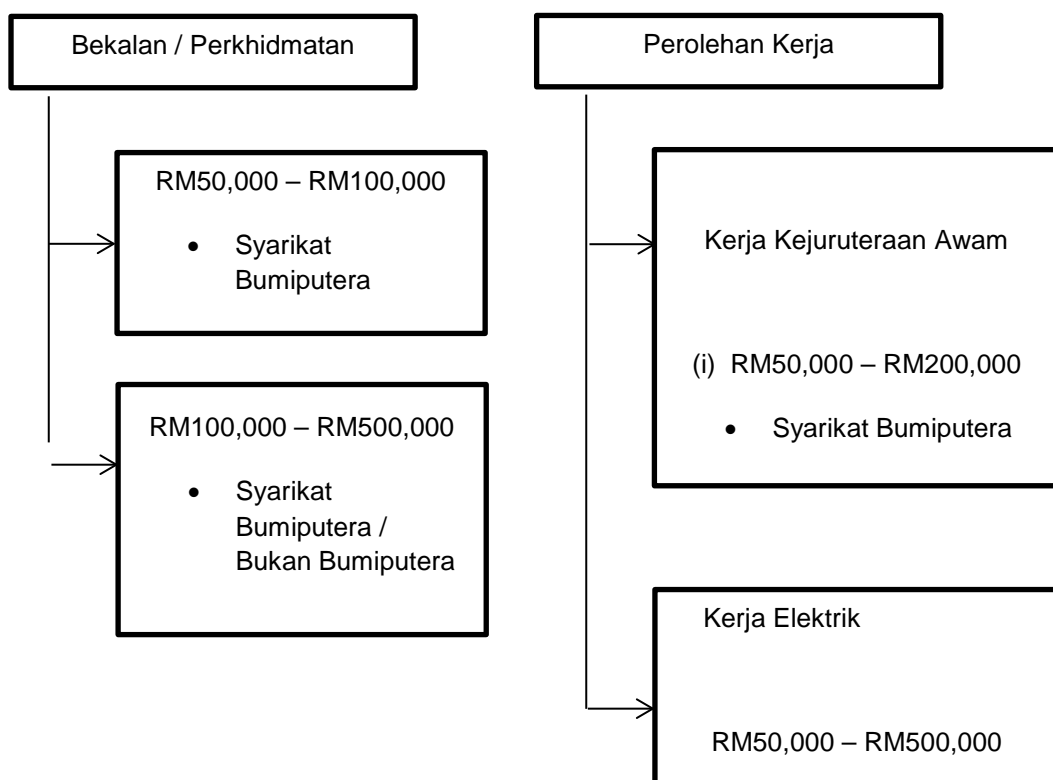 Bekalan / Perkhidmatan
RM50,000 – RM100,000
• Syarikat
Bumiputera
RM100,000 – RM500,000
• Syarikat
Bumiputera /
Bukan Bumiputera
Perolehan Kerja
Kerja Kejuruteraan Awam
(i) RM50,000 – RM200,000
• Syarikat Bumiputera
Kerja Elektrik
RM50,000 – RM500,000